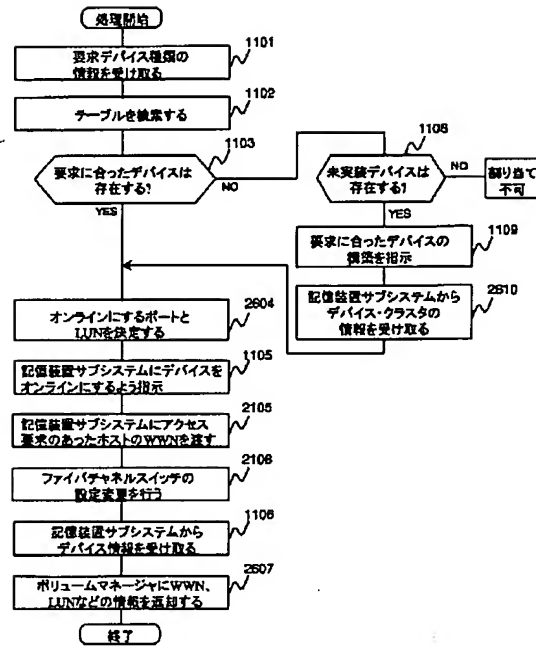 処理開始
1101
要求デバイス種類の
情報を受け取る
1102
テーブルを検索する
1103
要求に合ったデバイスは
存在する?
NO
YES
1108
未実装デバイスは
存在する?
NO
YES
割り当て
不可
1109
要求に合ったデバイスの
構築を指示
2610
記憶装置サブシステムから
デバイス・クラスタの
情報を受け取る
2604
オンラインにするポートと
LUNを決定する
1105
記憶装置サブシステムにデバイスを
オンラインにするよう指示
2105
記憶装置サブシステムにアクセス
要求のあったホストのWWNを渡す
2106
ファイバチャネルスイッチの
設定変更を行う
1106
記憶装置サブシステムから
デバイス情報を受け取る
2607
ボリュームマネージャにWWN、
LUNなどの情報を返却する
終了